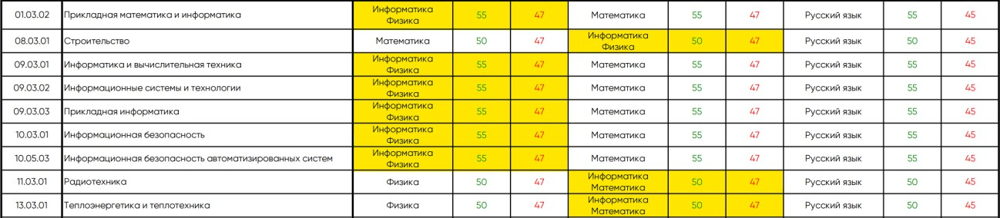 01.03.02 Прикладная математика и информатика Информатика Физика 55 47 Математика 55 47 Русский язык 55 45
08.03.01 Строительство Математика 50 47 Информатика Физика 50 47 Русский язык 50 45
09.03.01 Информатика и вычислительная техника Информатика Физика 55 47 Математика 55 47 Русский язык 55 45
09.03.02 Информационные системы и технологии Информатика Физика 55 47 Математика 55 47 Русский язык 55 45
09.03.03 Прикладная информатика Информатика Физика 55 47 Математика 55 47 Русский язык 55 45
10.03.01 Информационная безопасность Информатика Физика 55 47 Математика 55 47 Русский язык 55 45
10.05.03 Информационная безопасность автоматизированных систем Информатика Физика 55 47 Математика 55 47 Русский язык 55 45
11.03.01 Радиотехника Физика 50 47 Информатика Математика 50 47 Русский язык 50 45
13.03.01 Теплоэнергетика и теплотехника Физика 50 47 Информатика Математика 50 47 Русский язык 50 45